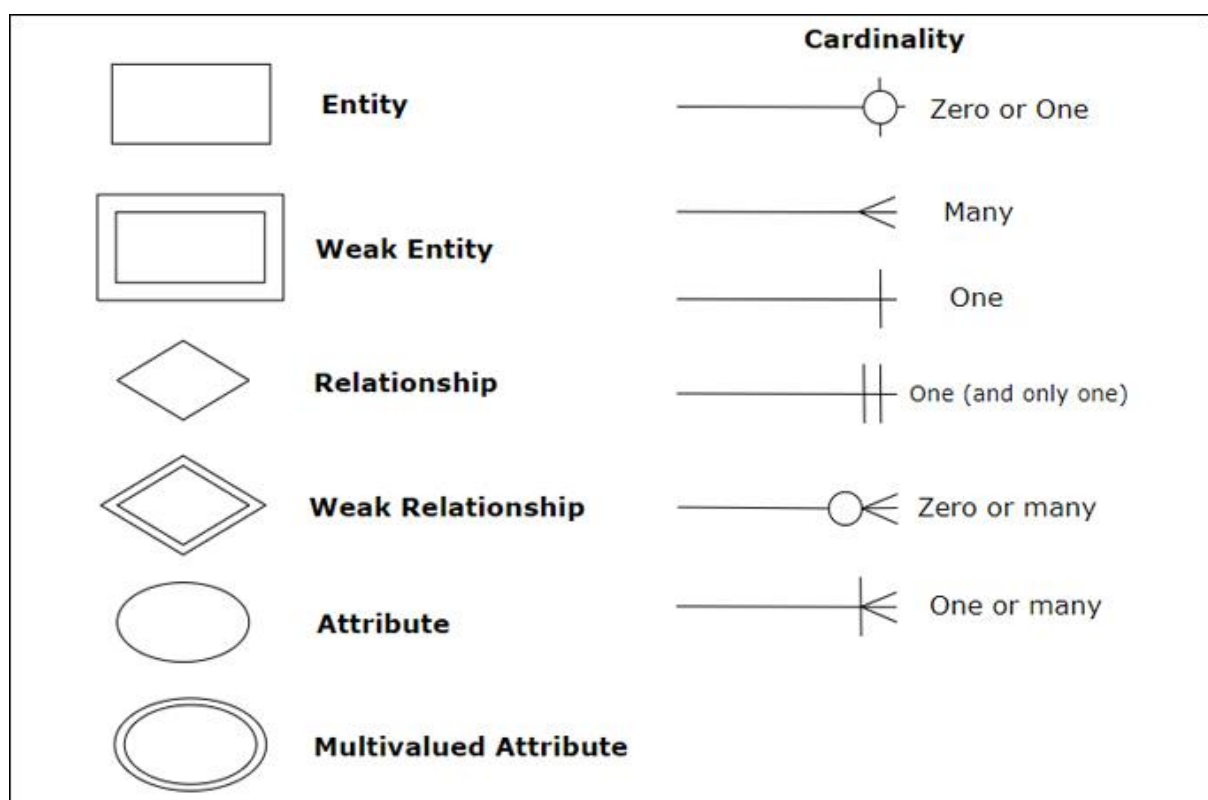 Entity
Weak Entity
Relationship
Weak Relationship
Attribute
Multivalued Attribute
Cardinality
Zero or One
Many
One
One (and only one)
Zero or many
One or many